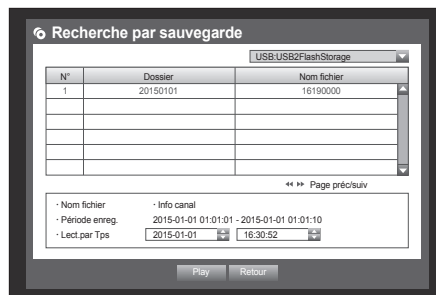 Recherche par sauvegarde
USB:USB2FlashStorage
N° Dossier Nom fichier
1 20150101 16190000
Page préc/suiv
· Nom fichier · Info canal
· Période enreg. 2015-01-01 01:01:01 - 2015-01-01 01:01:10
· Lect.par Tps 2015-01-01 16:30:52
Play Retour